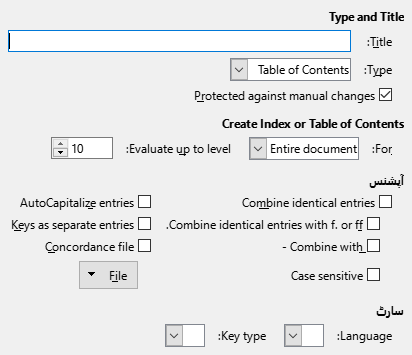 Type and Title
:Title
:Type Table of Contents
Protected against manual changes
Create Index or Table of Contents
:For Entire document :Evaluate up to level 10
آپشنس
Combine identical entries AutoCapitalize entries
.Combine identical entries with f. or ff Keys as separate entries
- Combine with Concordance file
Case sensitive File
سارٹ
:Language :Key type